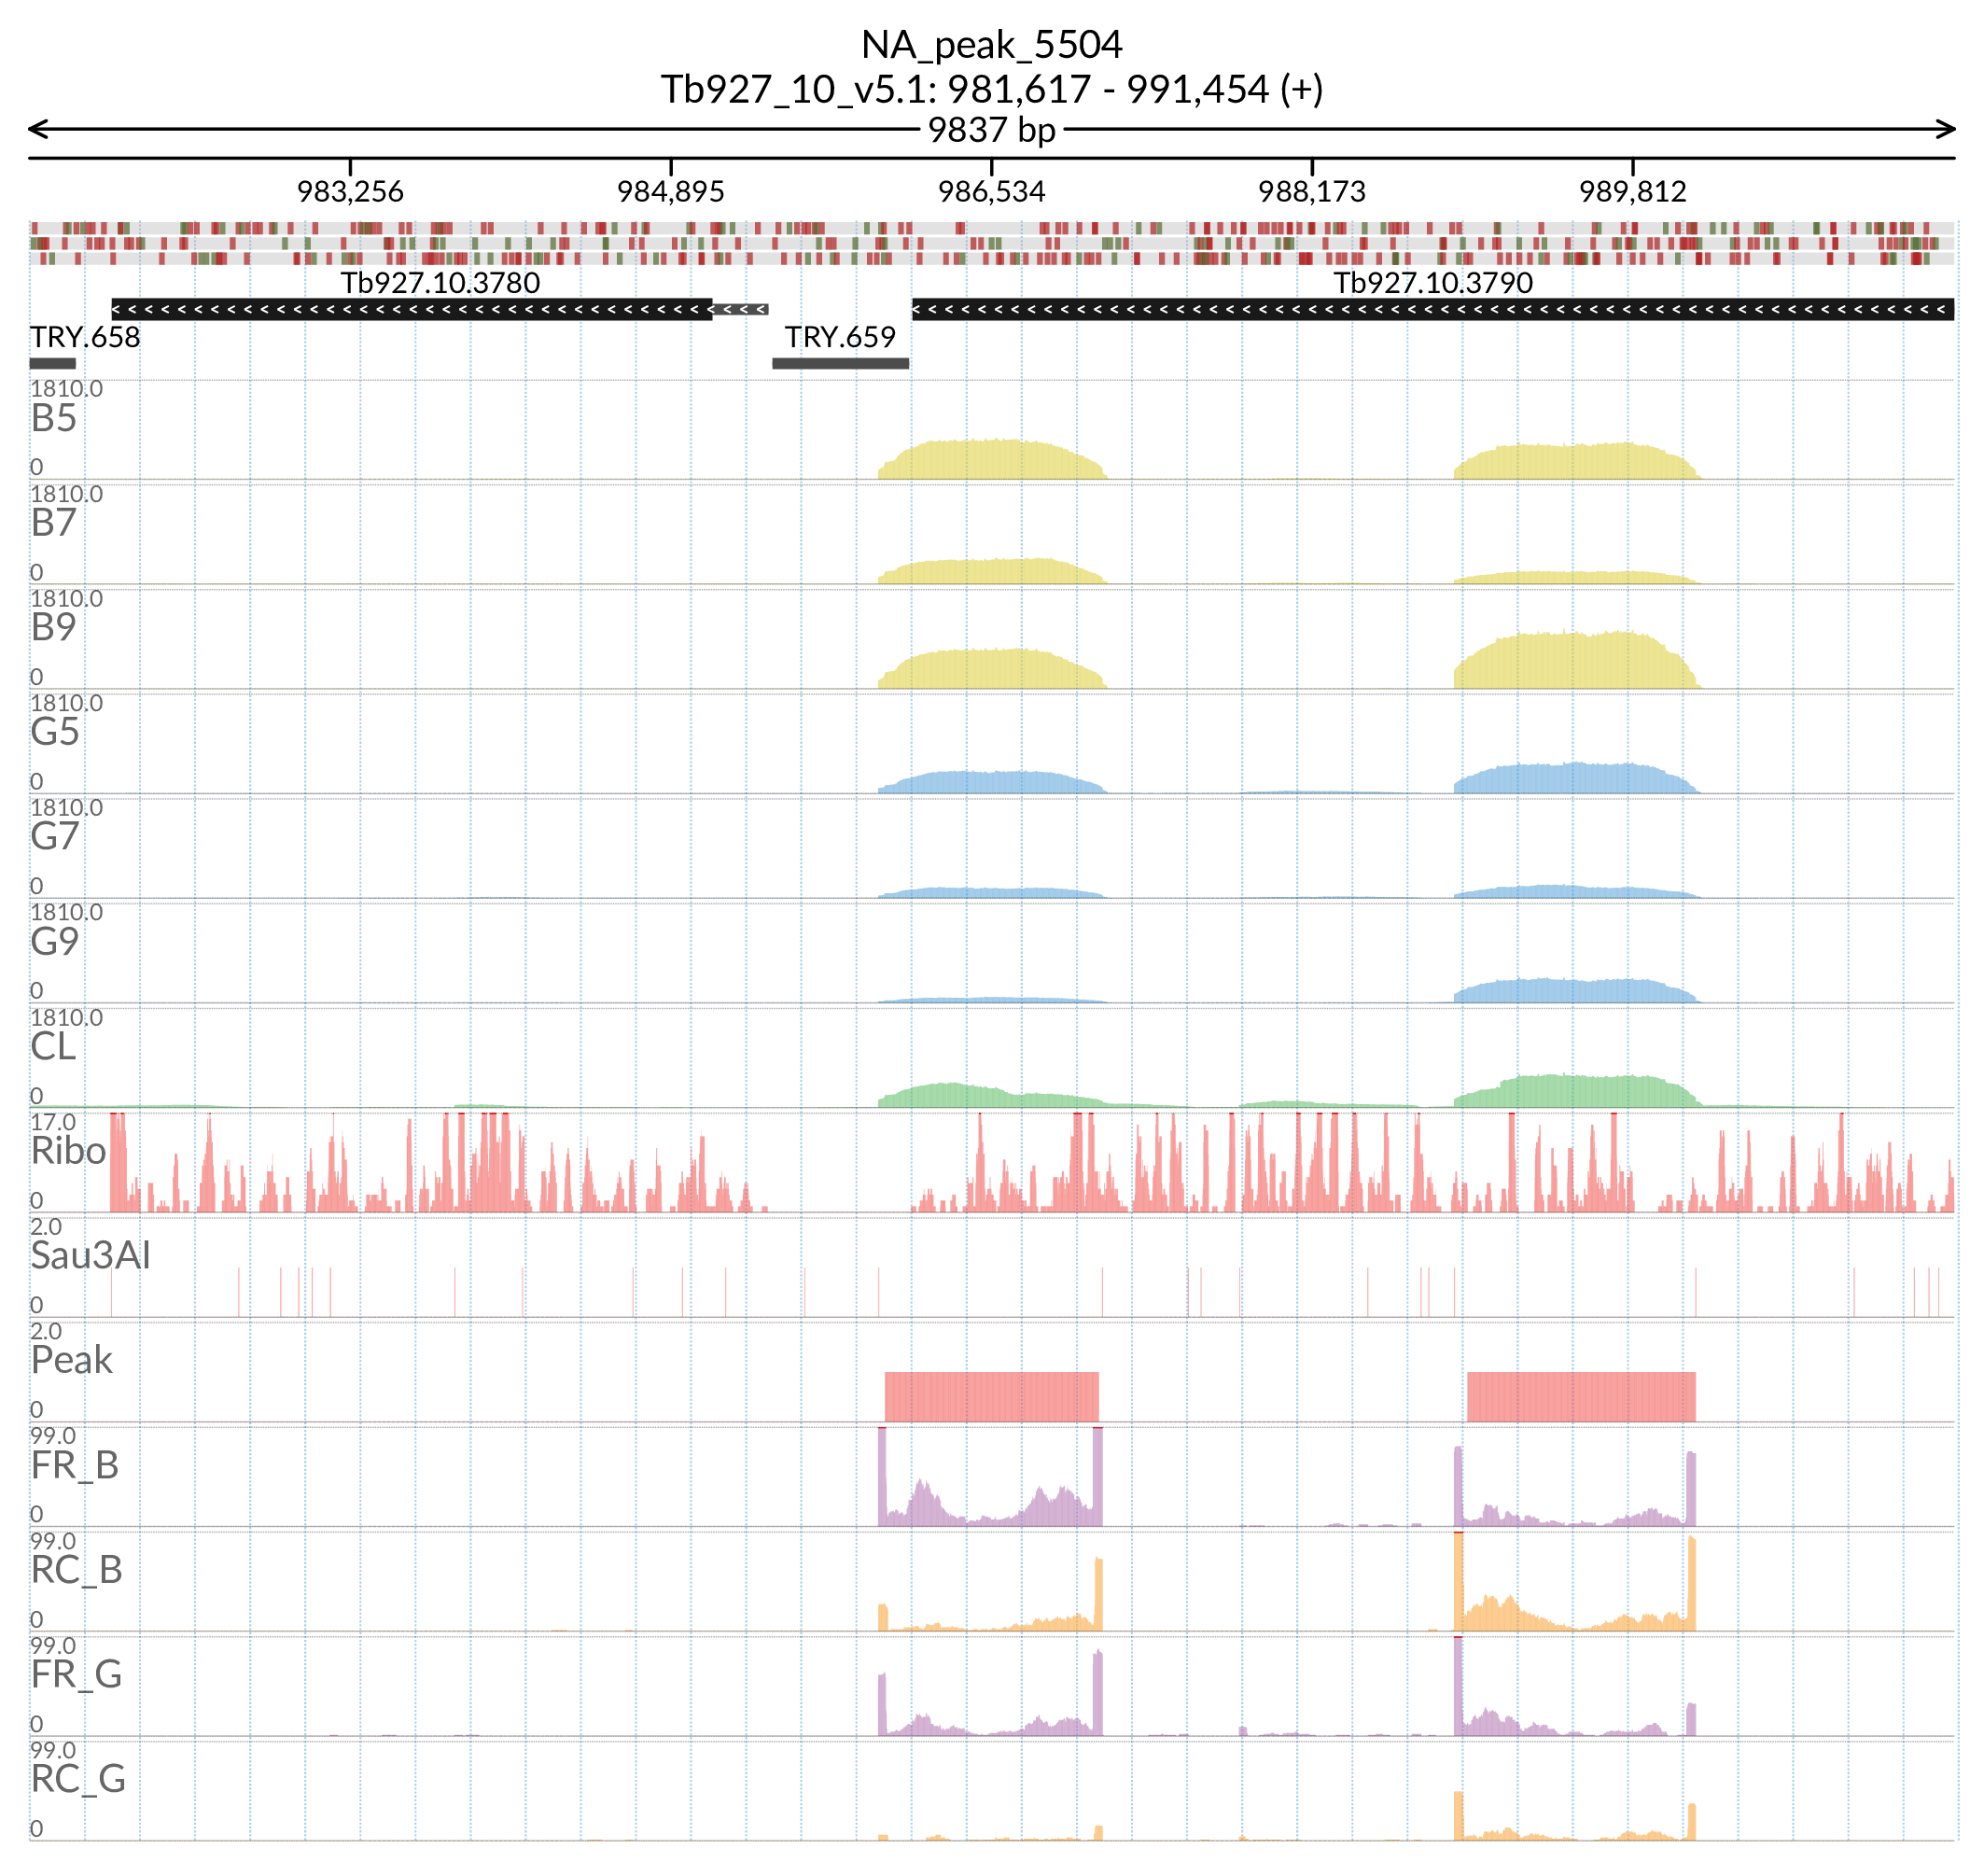 NA_peak_5504
Tb927_10_v5.1: 981,617 - 991,454 (+)
9837 bp
983,256 984,895 986,534 988,173 989,812
Tb927.10.3780 Tb927.10.3790
TRY.658 TRY.659
1810.0
B5
0
1810.0
B7
0
1810.0
B9
0
1810.0
G5
0
1810.0
G7
0
1810.0
G9
0
1810.0
CL
0
17.0
Ribo
0
2.0
Sau3AI
0
2.0
Peak
0
99.0
FR_B
0
99.0
RC_B
0
99.0
FR_G
0
99.0
RC_G
0